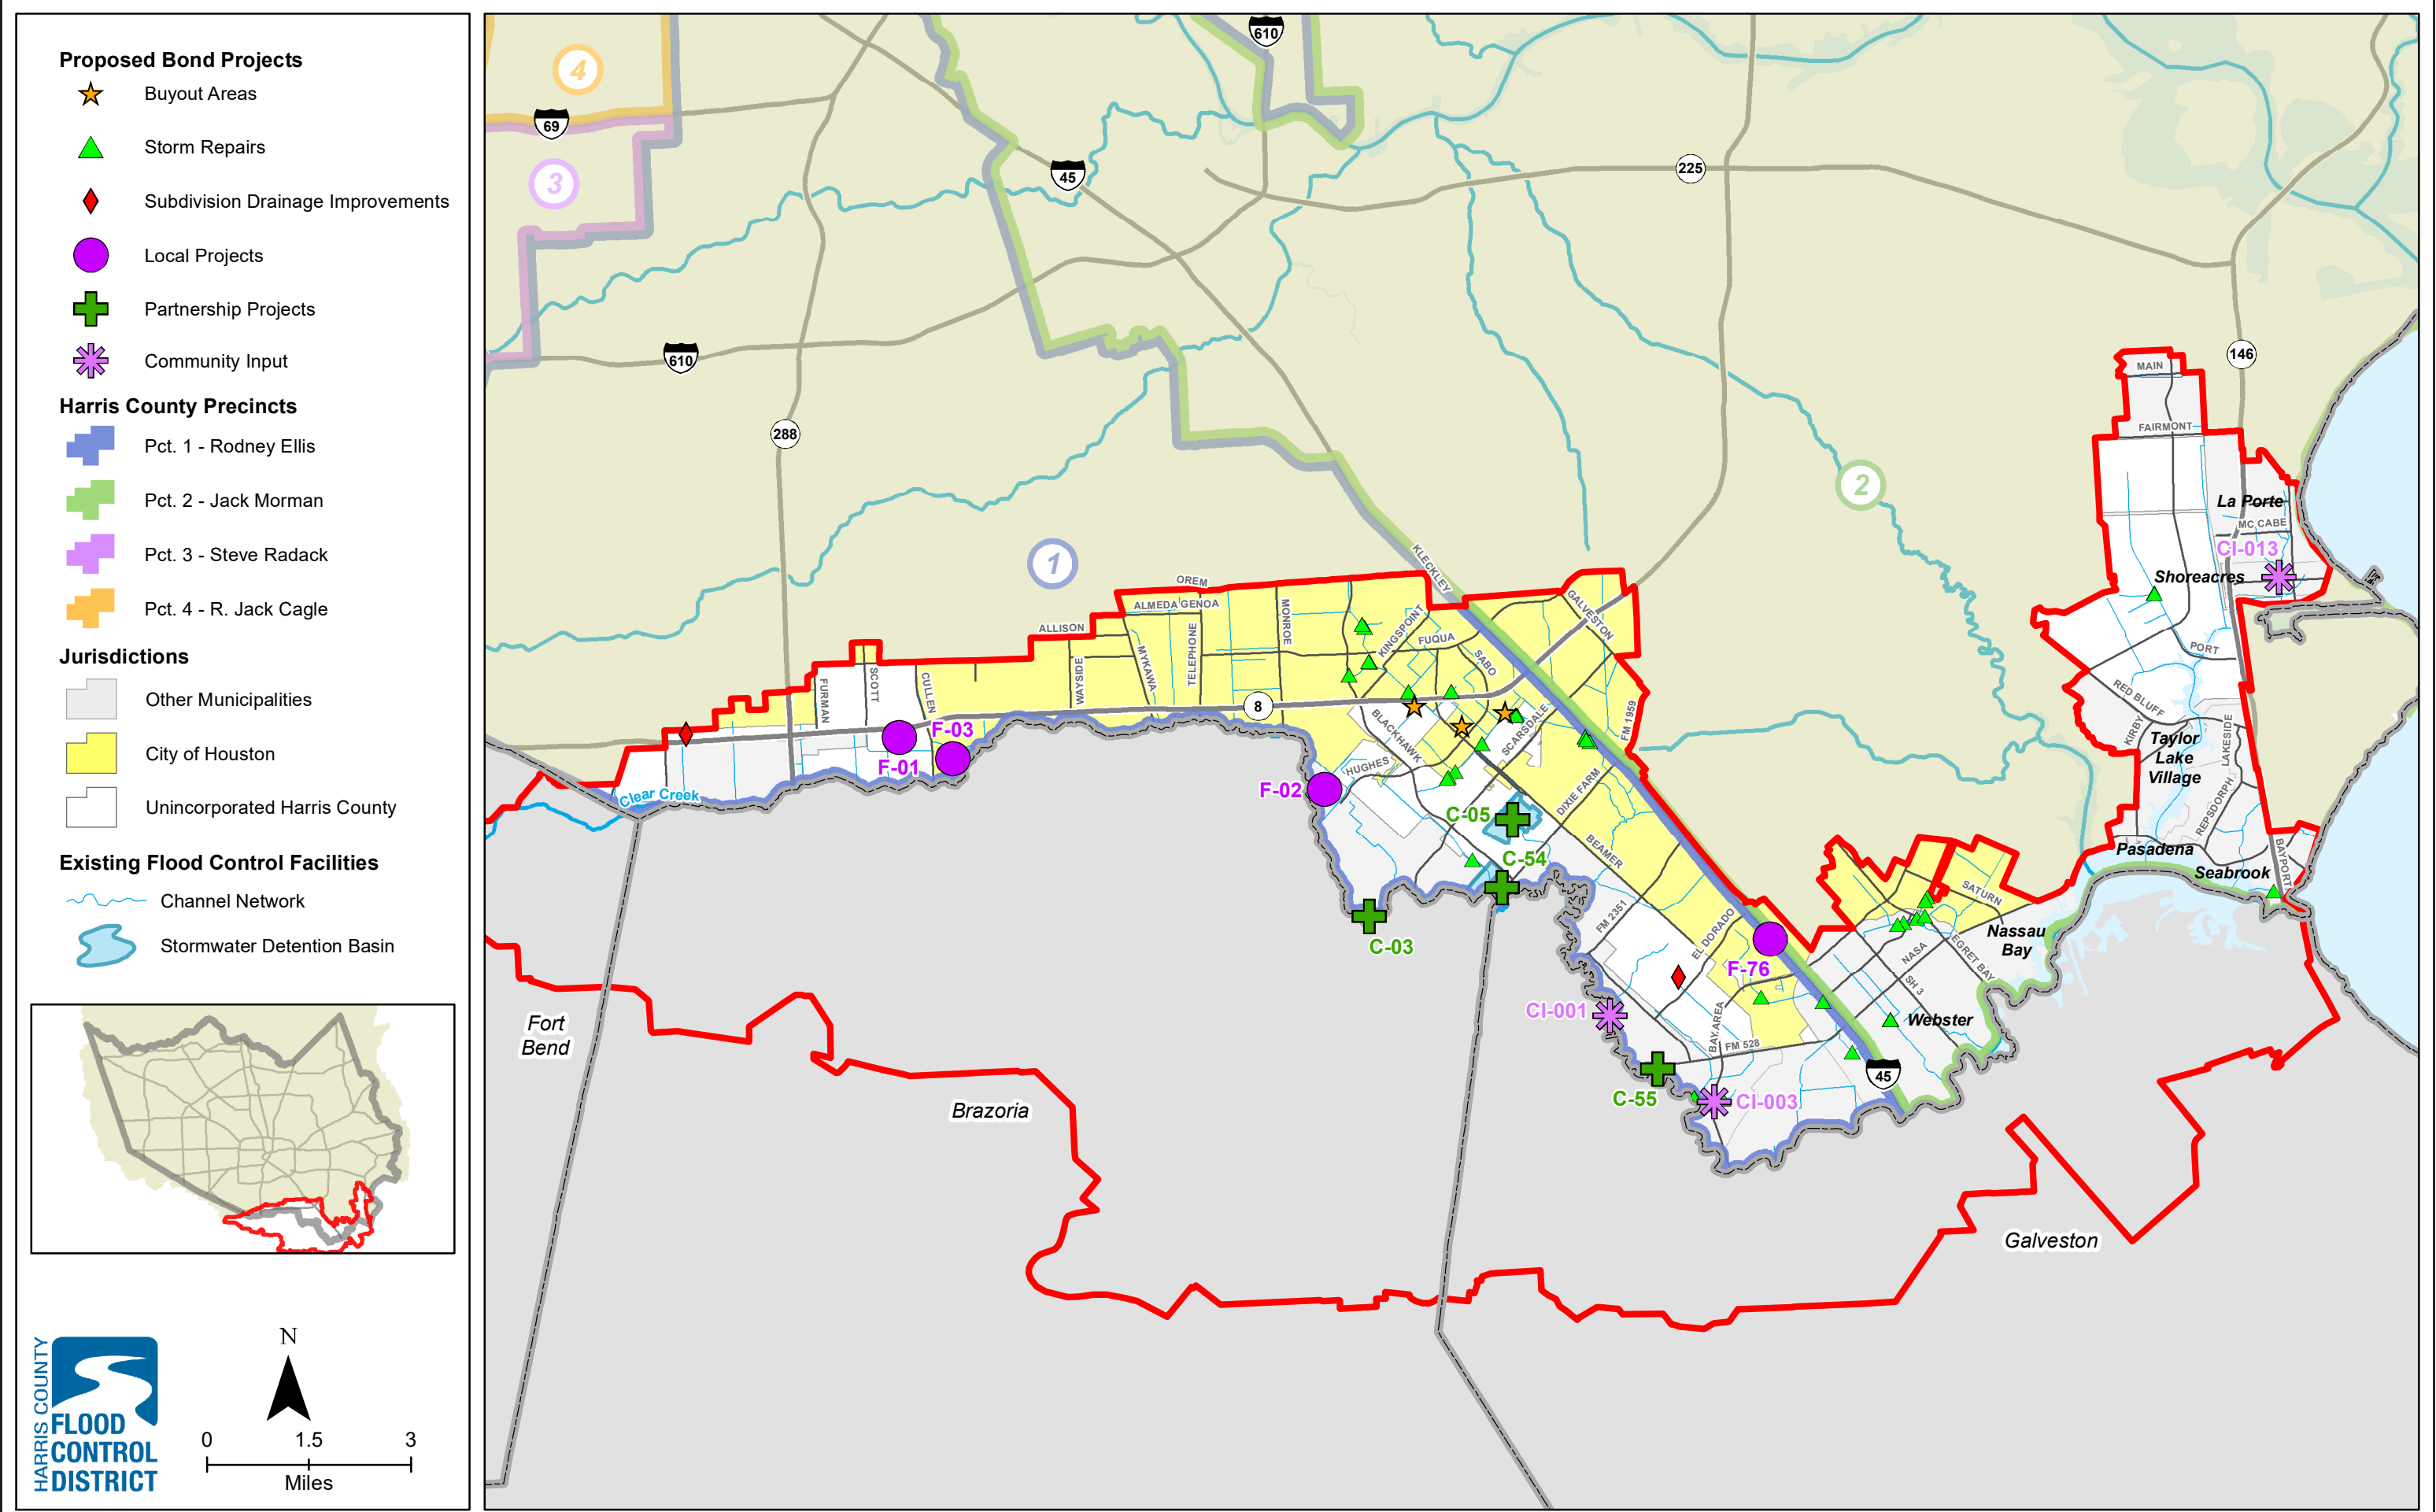 Proposed Bond Projects
Buyout Areas
Storm Repairs
Subdivision Drainage Improvements
Local Projects
Partnership Projects
Community Input
Harris County Precincts
Pct. 1 - Rodney Ellis
Pct. 2 - Jack Morman
Pct. 3 - Steve Radack
Pct. 4 - R. Jack Cagle
Jurisdictions
Other Municipalities
City of Houston
Unincorporated Harris County
Existing Flood Control Facilities
Channel Network
Stormwater Detention Basin
HARRIS COUNTY
FLOOD
CONTROL
DISTRICT
N
0 1.5 3
Miles
4
69
3
610
45
610
225
146
288
1
2
8
45
MAIN
FAIRMONT
La Porte
MC CABE
CI-013
Shoreacres
PORT
RED BLUFF
KIRBY
Taylor
Lake
Village
LAKESIDE
REPSDORPH
Pasadena
Seabrook
BAYPORT
KLECKLEY
OREM
ALMEDA GENOA
ALLISON
MONROE
TELEPHONE
MYKAWA
WAYSIDE
CULLEN
SCOTT
FURMAN
KINGSPOINT
FUQUA
SABO
GALVESTON
FM 1959
SCARSDALE
BLACKHAWK
HUGHES
DIXIE FARM
BEAMER
F-03
F-01
F-02
Clear Creek
C-05
C-54
C-03
FM 2351
EL DORADO
F-76
SATURN
Nassau
Bay
NASA
EGRET BAY
SH 3
Webster
BAY AREA
FM 528
CI-001
C-55
CI-003
Fort
Bend
Brazoria
Galveston